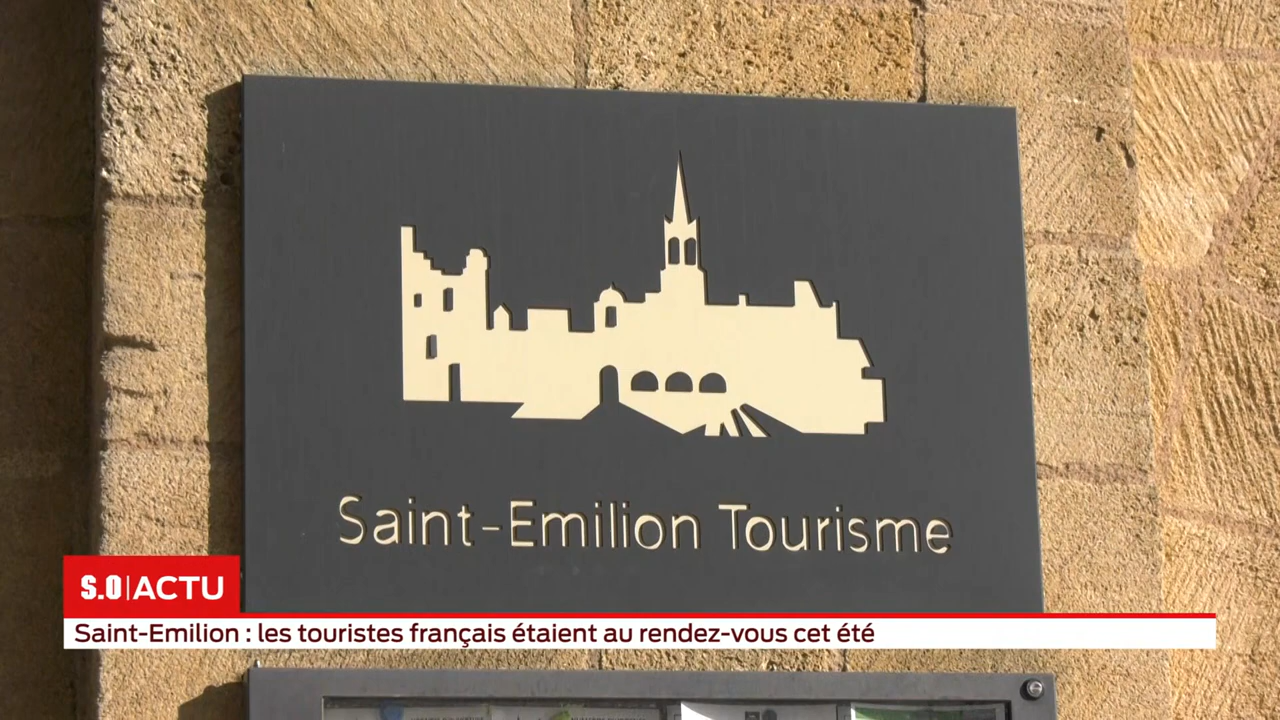 Saint-Emilion Tourisme
S.O|ACTU
Saint-Emilion : les touristes français étaient au rendez-vous cet été